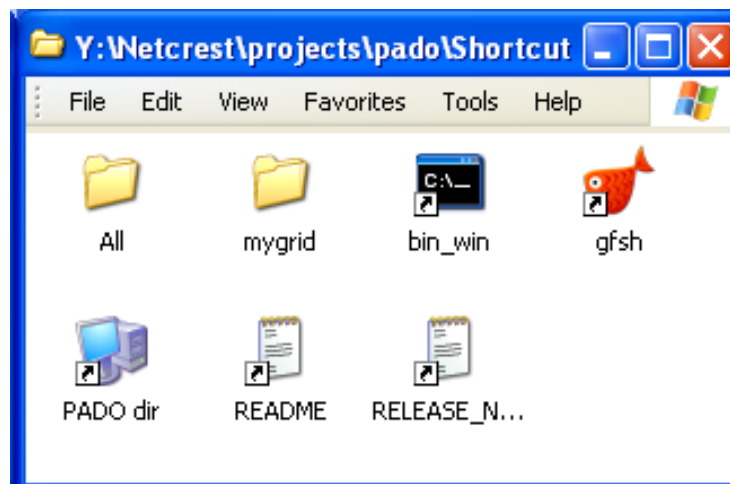 Y:\Netcrest\projects\pado\Shortcut
File Edit View Favorites Tools Help
C:\_
All mygrid bin_win gfsh
PADO dir README RELEASE_N...